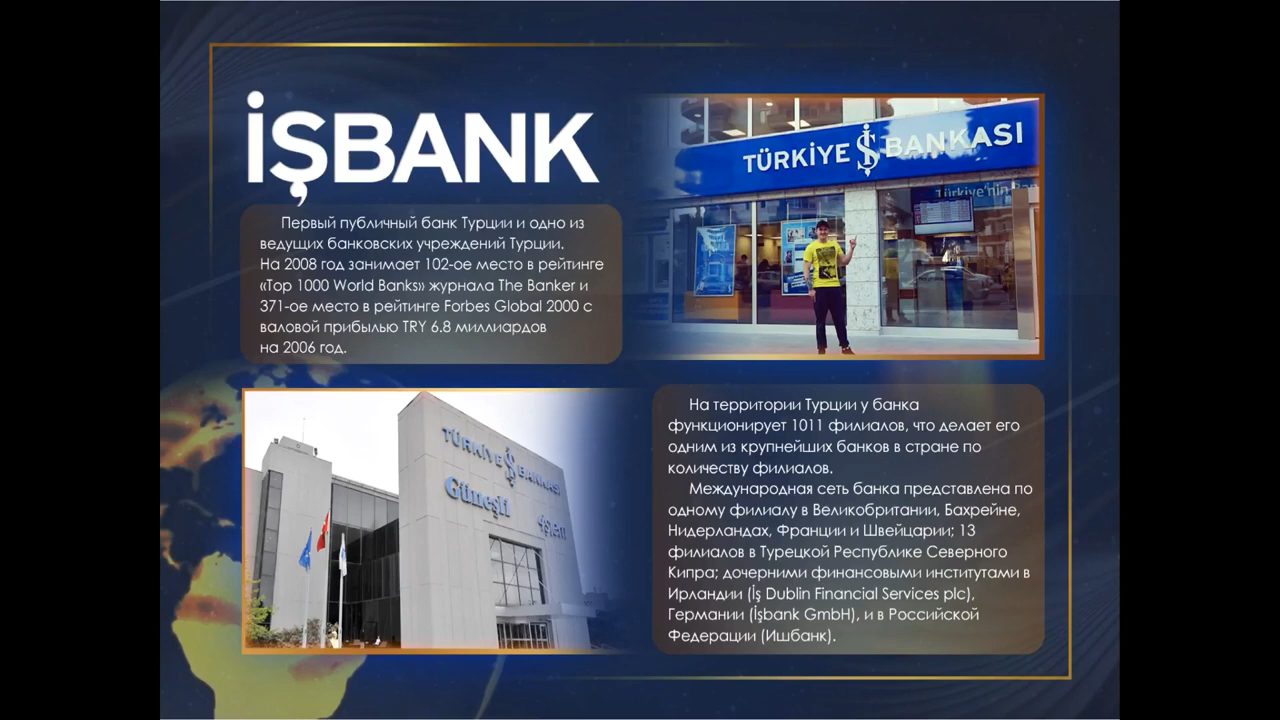 İŞBANK
Первый публичный банк Турции и одно из
ведущих банковских учреждений Турции.
На 2008 год занимает 102-ое место в рейтинге
«Top 1000 World Banks» журнала The Banker и
371-ое место в рейтинге Forbes Global 2000 с
валовой прибылью TRY 6.8 миллиардов
на 2006 год.
TÜRKİYE İŞ BANKASI
Türkiye'nin Ban
TÜRKİYE İŞ BANKASI
Güneşli
На территории Турции у банка
функционирует 1011 филиалов, что делает его
одним из крупнейших банков в стране по
количеству филиалов.
Международная сеть банка представлена по
одному филиалу в Великобритании, Бахрейне,
Нидерландах, Франции и Швейцарии; 13
филиалов в Турецкой Республике Северного
Кипра; дочерними финансовыми институтами в
Ирландии (İş Dublin Financial Services plc),
Германии (İşbank GmbH), и в Российской
Федерации (Ишбанк).